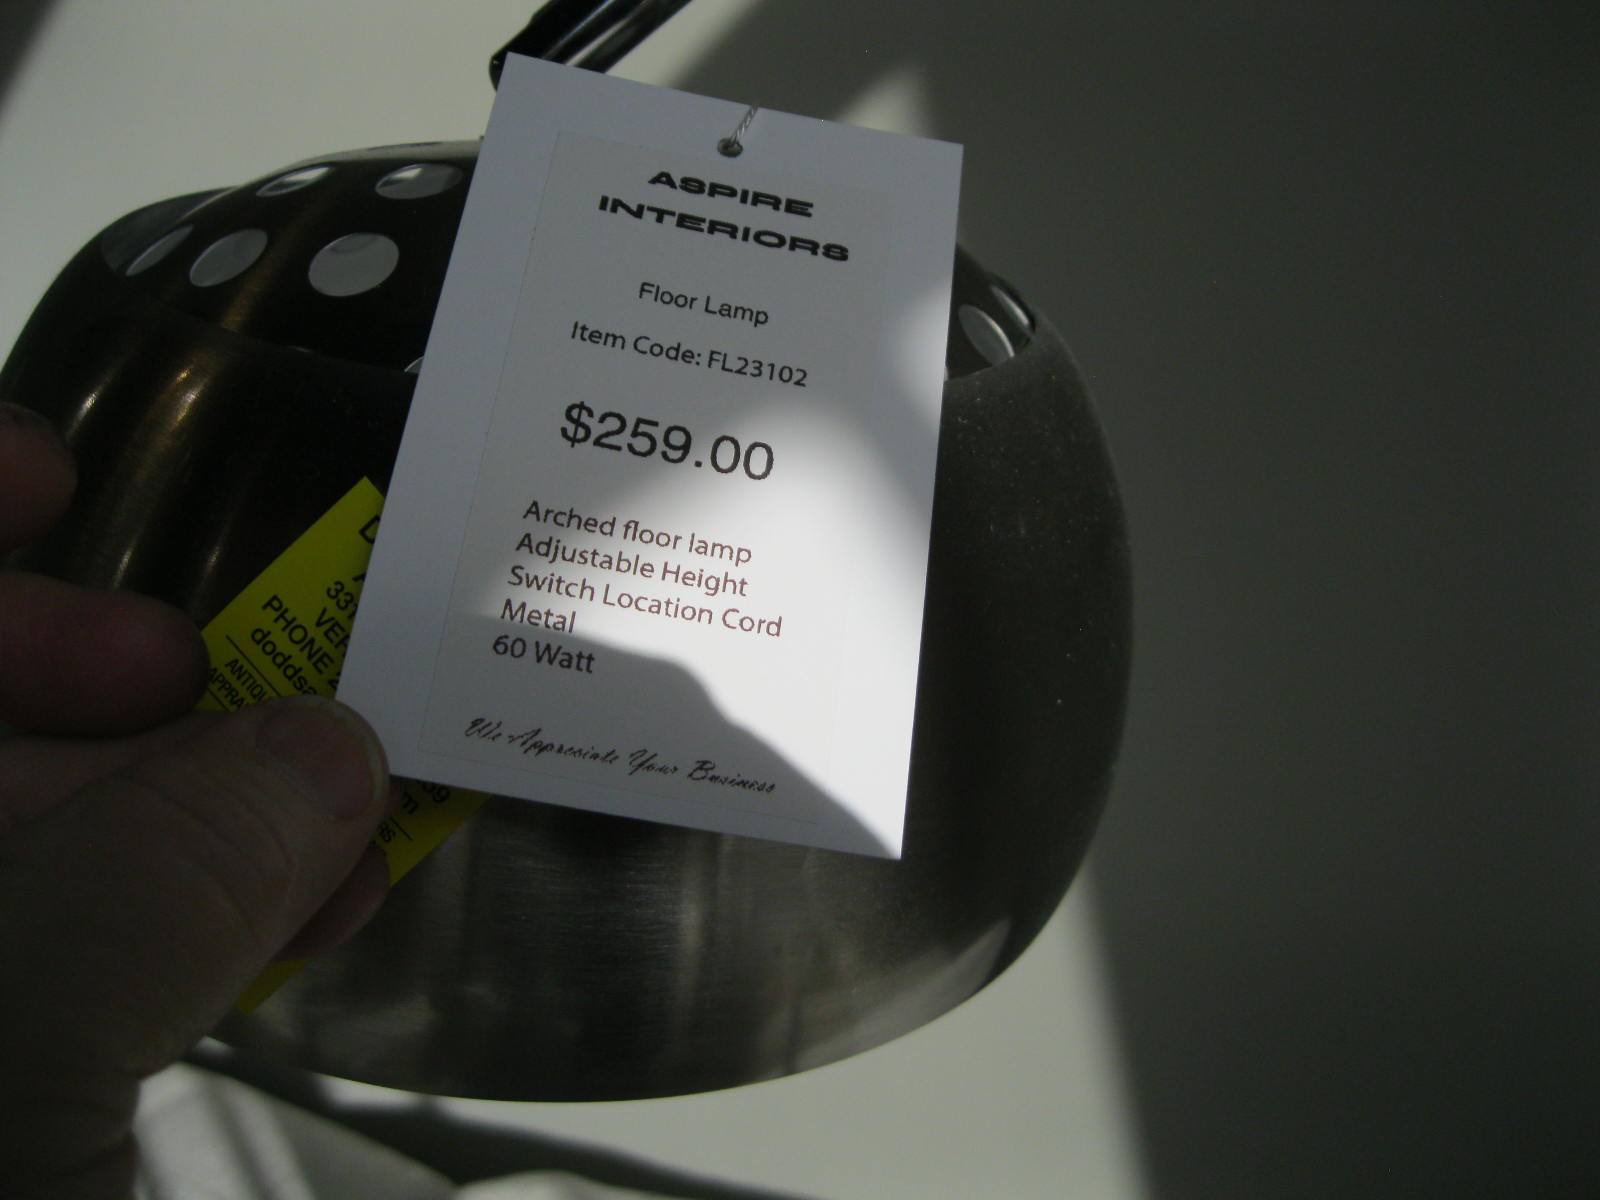 ASPIRE
INTERIORS
Floor Lamp
Item Code: FL23102
$259.00
Arched floor lamp
Adjustable Height
Switch Location Cord
Metal
60 Watt
We Appreciate Your Business
PHONE